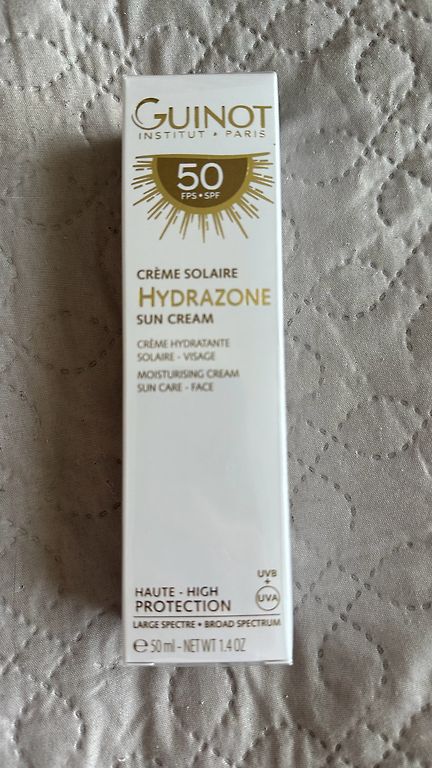 GUINOT
INSTITUT • PARIS
50
FPS • SPF
CRÈME SOLAIRE
HYDRAZONE
SUN CREAM
CRÈME HYDRATANTE
SOLAIRE - VISAGE
MOISTURISING CREAM
SUN CARE - FACE
UVB
+
UVA
HAUTE - HIGH
PROTECTION
LARGE SPECTRE • BROAD SPECTRUM
℮ 50 ml - NET WT 1.4 OZ